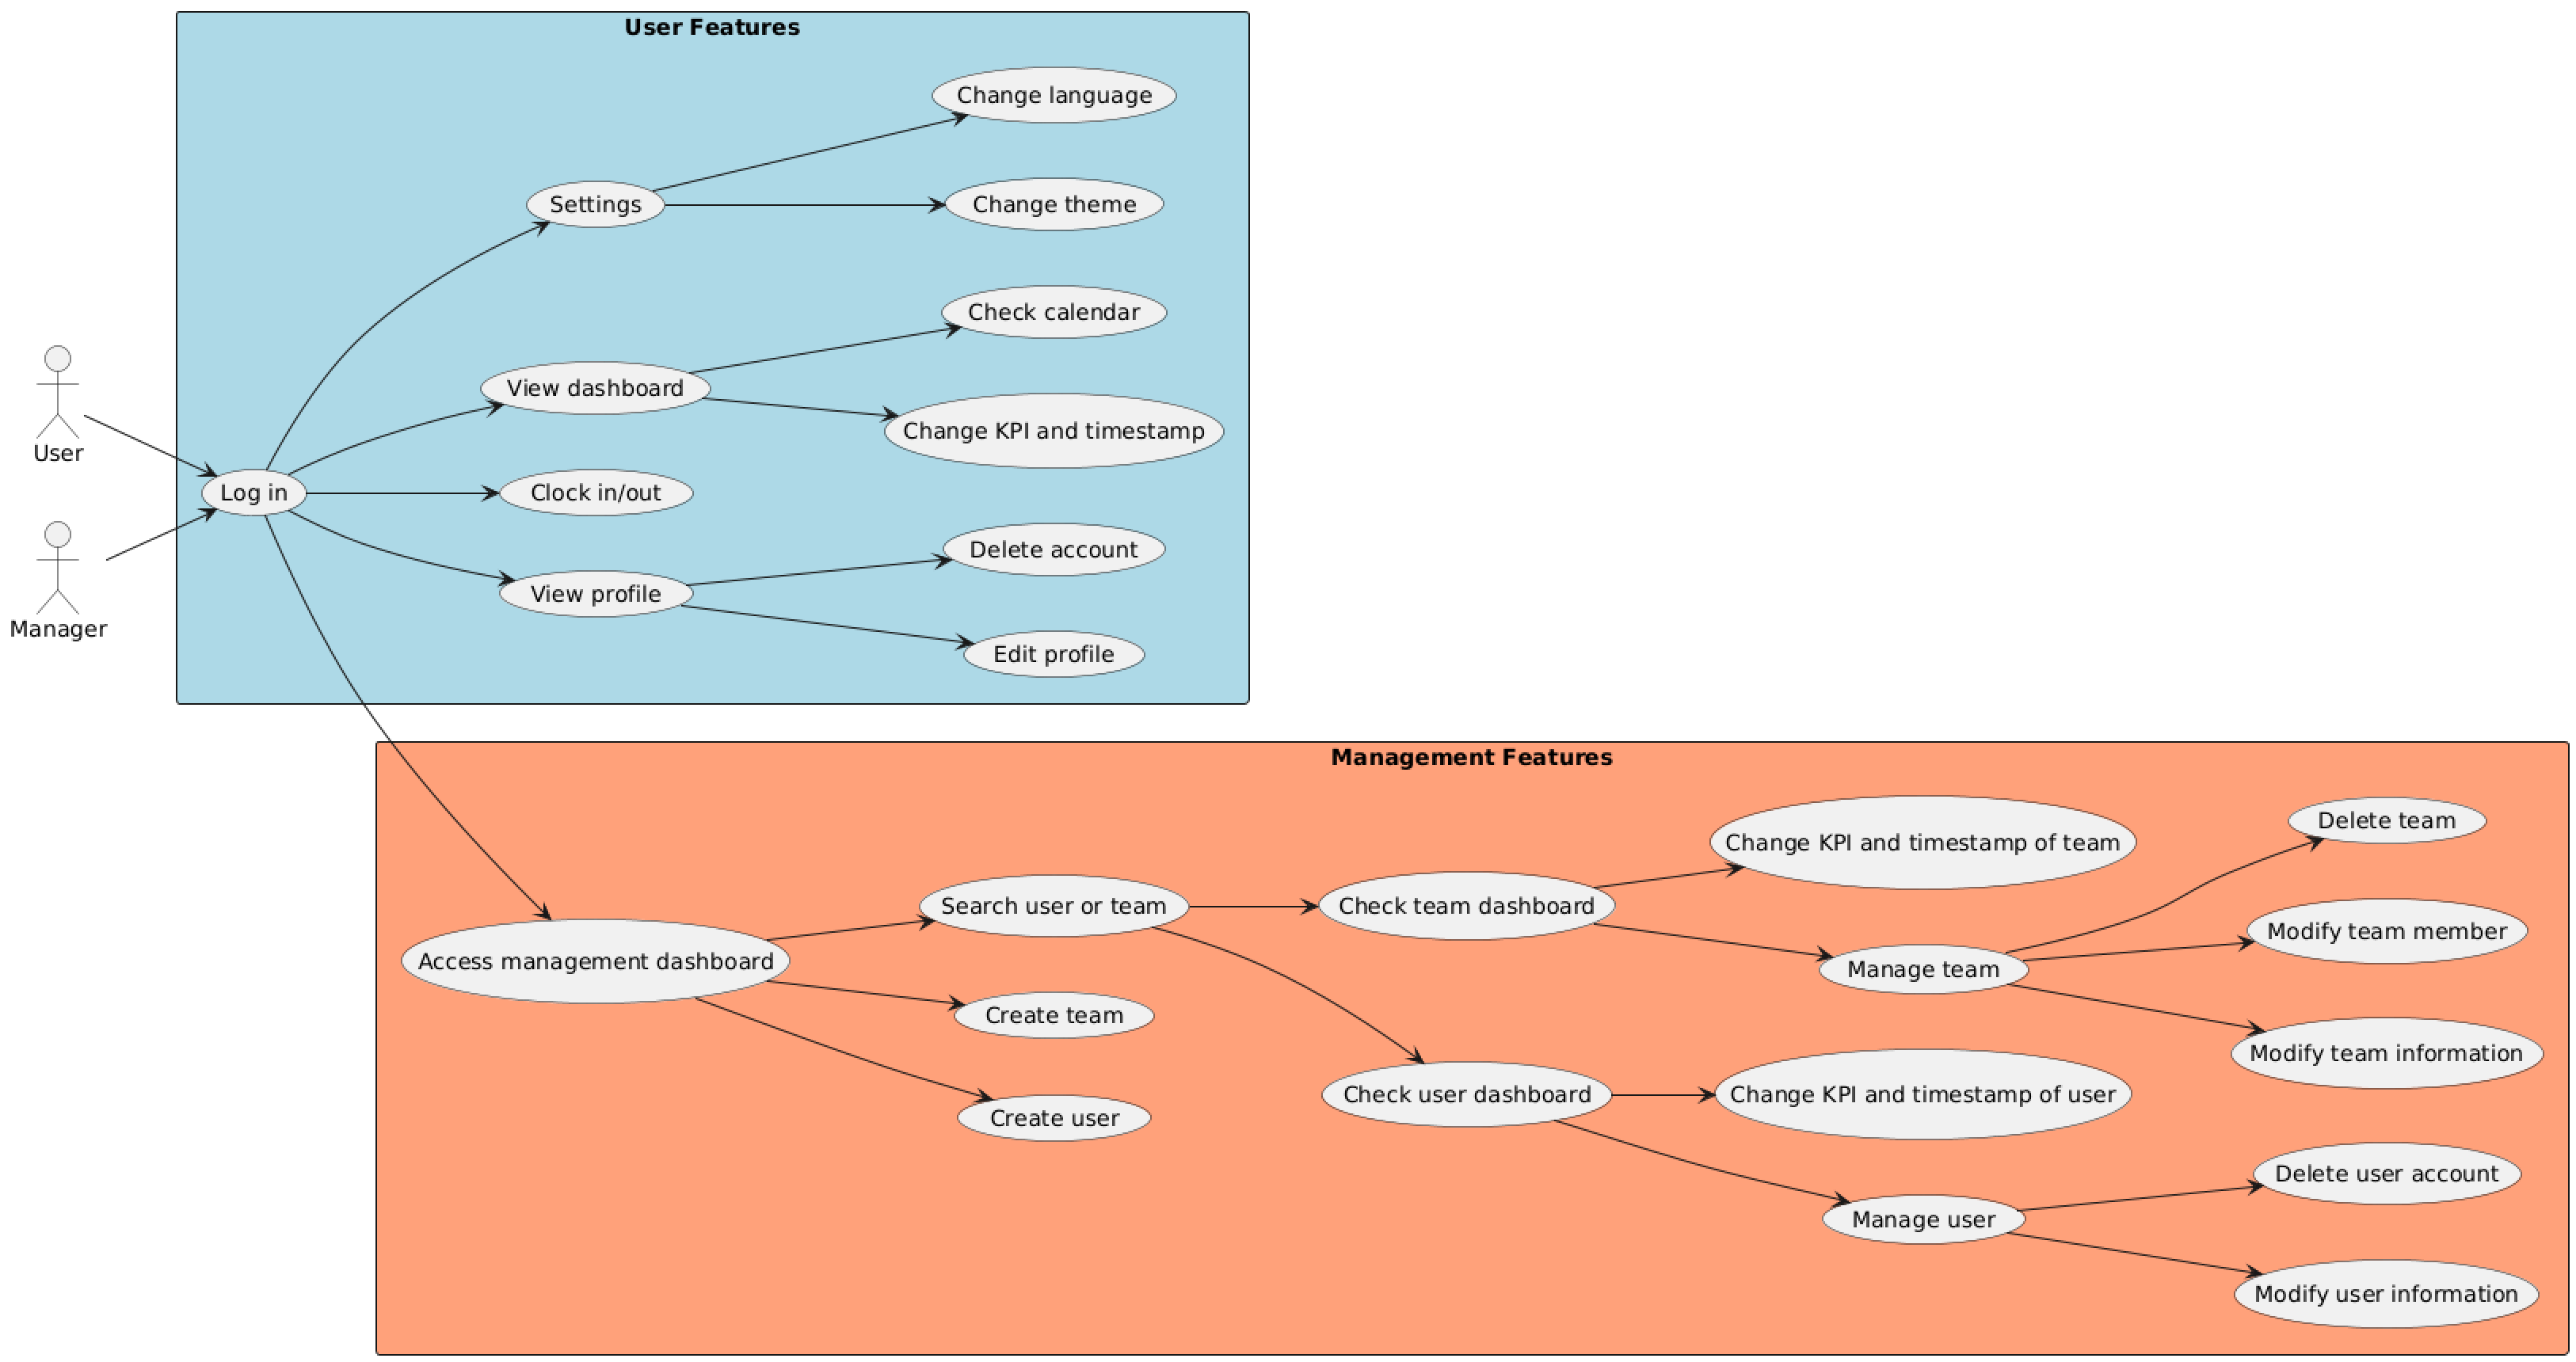 User Features
Change language
Settings
Change theme
Check calendar
View dashboard
Change KPI and timestamp
User
Log in
Clock in/out
Delete account
View profile
Manager
Edit profile
Management Features
Delete team
Change KPI and timestamp of team
Search user or team
Check team dashboard
Modify team member
Access management dashboard
Manage team
Create team
Modify team information
Check user dashboard
Change KPI and timestamp of user
Create user
Delete user account
Manage user
Modify user information